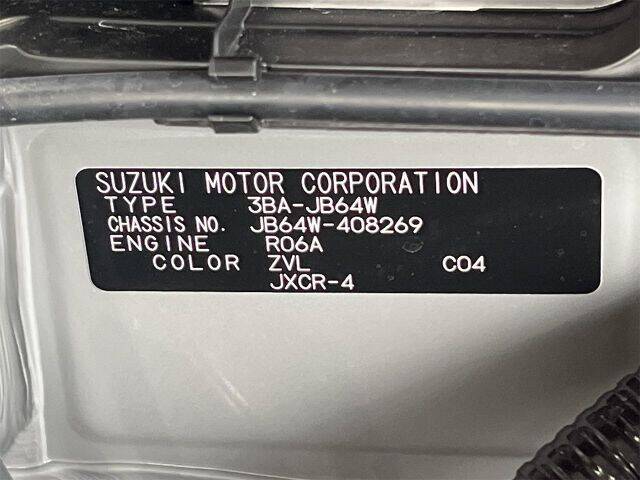 SUZUKI MOTOR CORPORATION
TYPE 3BA-JB64W
CHASSIS NO. JB64W-408269
ENGINE R06A
COLOR ZVL C04
JXCR-4